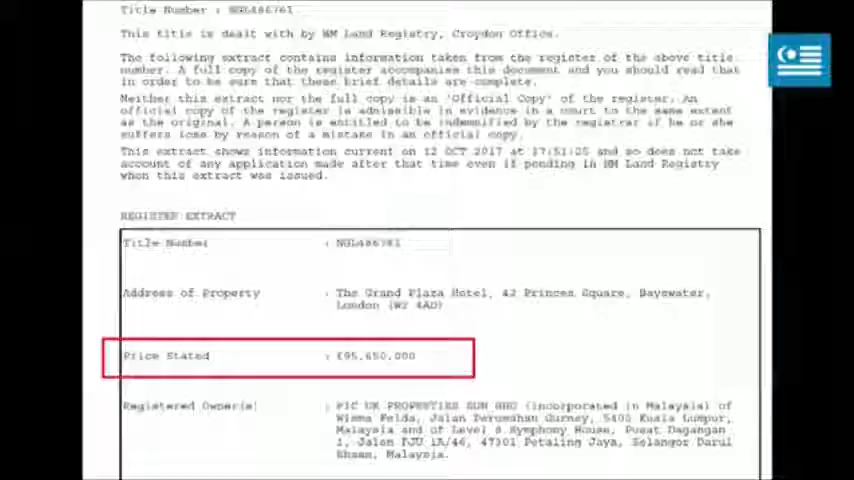 Title Number : NGL486761
This title is dealt with by HM Land Registry, Croydon Office.
The following extract contains information taken from the register of the above title
number. A full copy of the register accompanies this document and you should read that
in order to be sure that these brief details are complete.
Neither this extract nor the full copy is an 'Official Copy' of the register. An
official copy of the register is admissible in evidence in a court to the same extent
as the original. A person is entitled to be indemnified by the registrar if he or she
suffers loss by reason of a mistake in an official copy.
This extract shows information current on 12 OCT 2017 at 17:51:25 and so does not take
account of any application made after that time even if pending in HM Land Registry
when this extract was issued.
REGISTER EXTRACT
Title Number : NGL486761
Address of Property : The Grand Plaza Hotel, 42 Princes Square, Bayswater,
London (W2 4AD)
Price Stated : £95,650,000
Registered Owner(s) : FIC UK PROPERTIES SDN BHD (incorporated in Malaysia) of
Wisma Felda, Jalan Perumahan Gurney, 5400 Kuala Lumpur,
Malaysia and of Level 8 Symphony House, Pusat Dagangan
1, Jalan PJU 1A/46, 47301 Petaling Jaya, Selangor Darul
Ehsan, Malaysia.